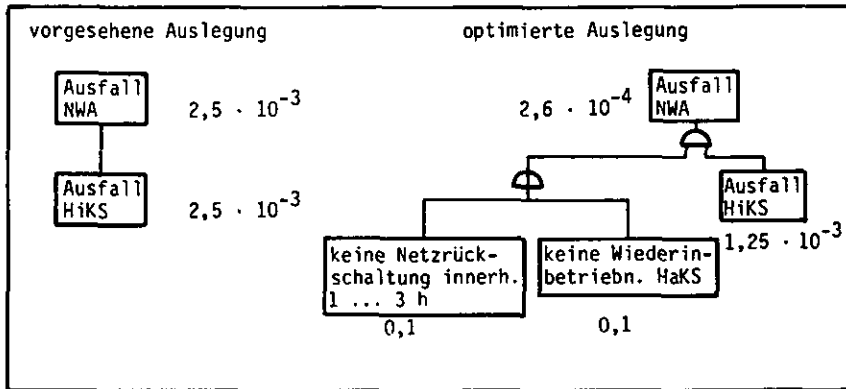 vorgesehene Auslegung
optimierte Auslegung
Ausfall
NWA
2,5 · 10⁻³
Ausfall
HiKS
2,5 · 10⁻³
2,6 · 10⁻⁴
Ausfall
NWA
Ausfall
HiKS
1,25 · 10⁻³
keine Netzrück-
schaltung innerh.
1 ... 3 h
0,1
keine Wiederin-
betriebn. HaKS
0,1